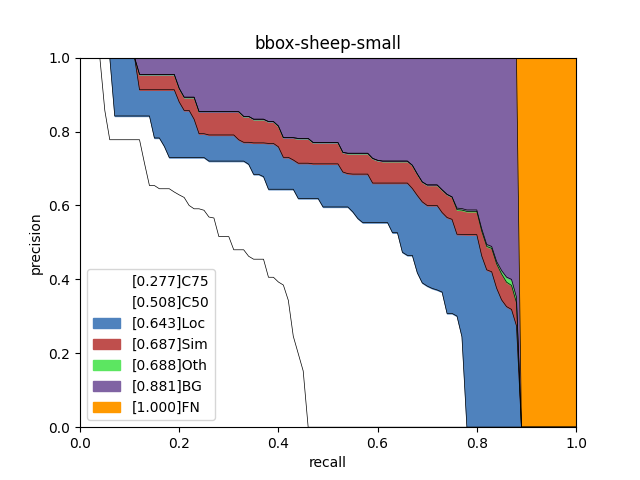 bbox-sheep-small
1.0
0.8
0.6
0.4
0.2
0.0
precision
[0.277]C75
[0.508]C50
[0.643]Loc
[0.687]Sim
[0.688]Oth
[0.881]BG
[1.000]FN
0.0 0.2 0.4 0.6 0.8 1.0
recall